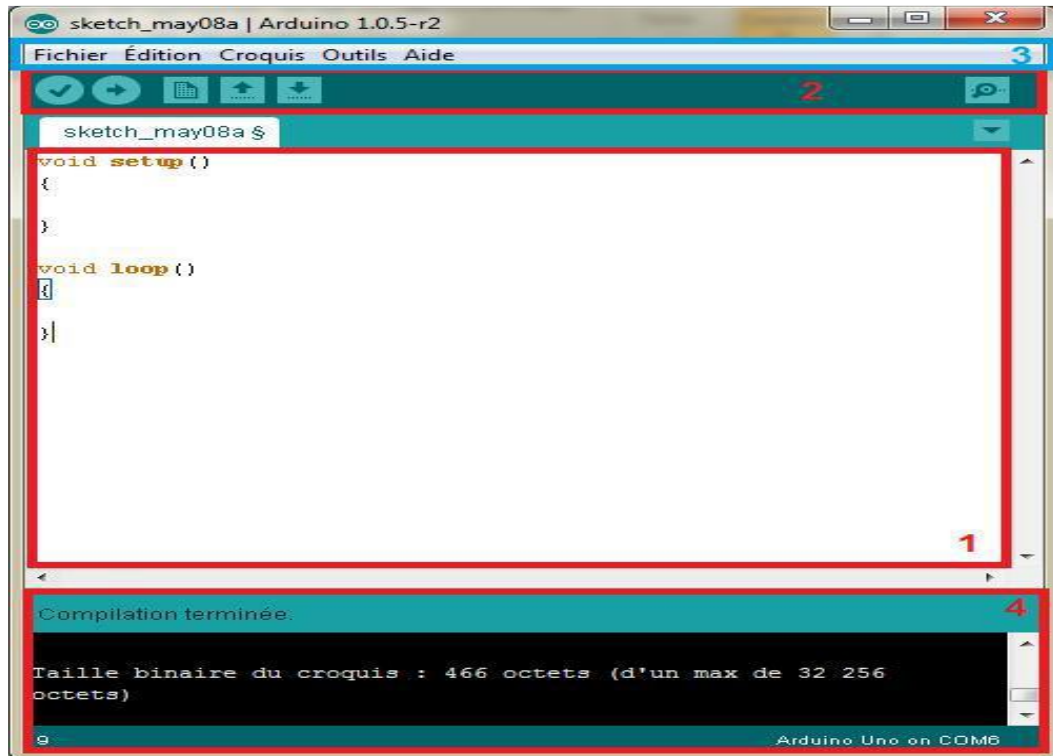 sketch_may08a | Arduino 1.0.5-r2
Fichier Édition Croquis Outils Aide
3
2
sketch_may08a §
void setup()
{
}
void loop()
{
}
1
Compilation terminée.
4
Taille binaire du croquis : 466 octets (d'un max de 32 256
octets)
9
Arduino Uno on COM6